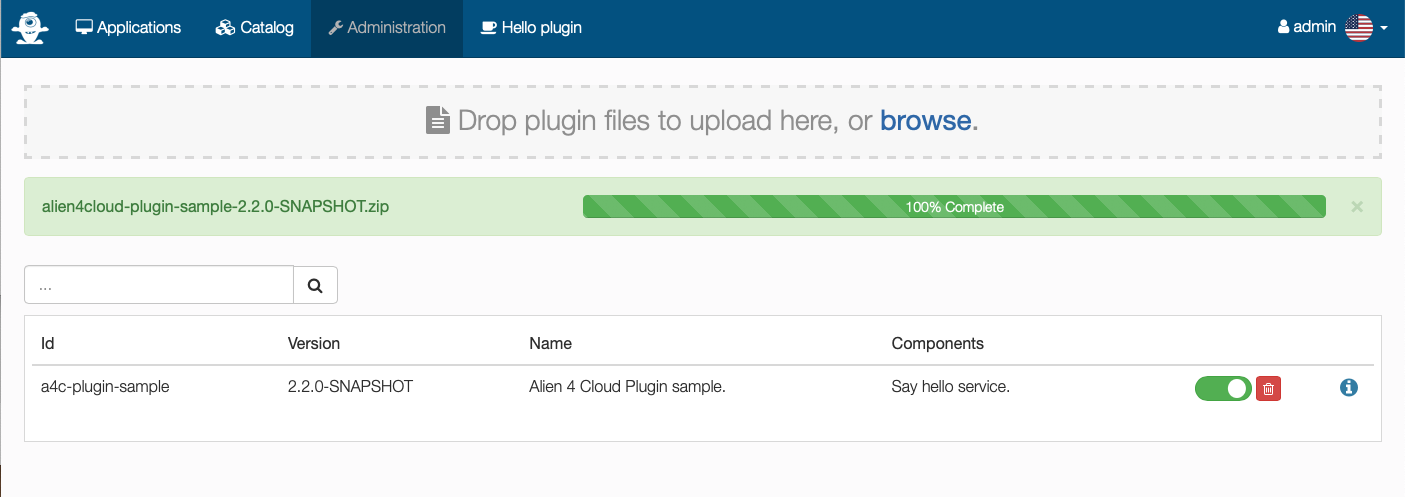 Applications Catalog Administration Hello plugin admin
Drop plugin files to upload here, or browse.
alien4cloud-plugin-sample-2.2.0-SNAPSHOT.zip 100% Complete ×
...
Id Version Name Components
a4c-plugin-sample 2.2.0-SNAPSHOT Alien 4 Cloud Plugin sample. Say hello service.